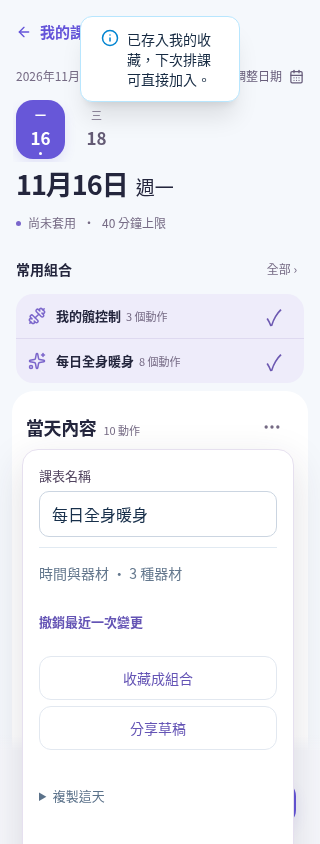 我的課
已存入我的收
藏，下次排課
可直接加入。
2026年11月
調整日期
一
三
16
18
11月16日 週一
尚未套用 · 40 分鐘上限
常用組合
全部 ›
我的髖控制 3 個動作
每日全身暖身 8 個動作
當天內容 10 動作
課表名稱
每日全身暖身
時間與器材 · 3 種器材
撤銷最近一次變更
收藏成組合
分享草稿
複製這天